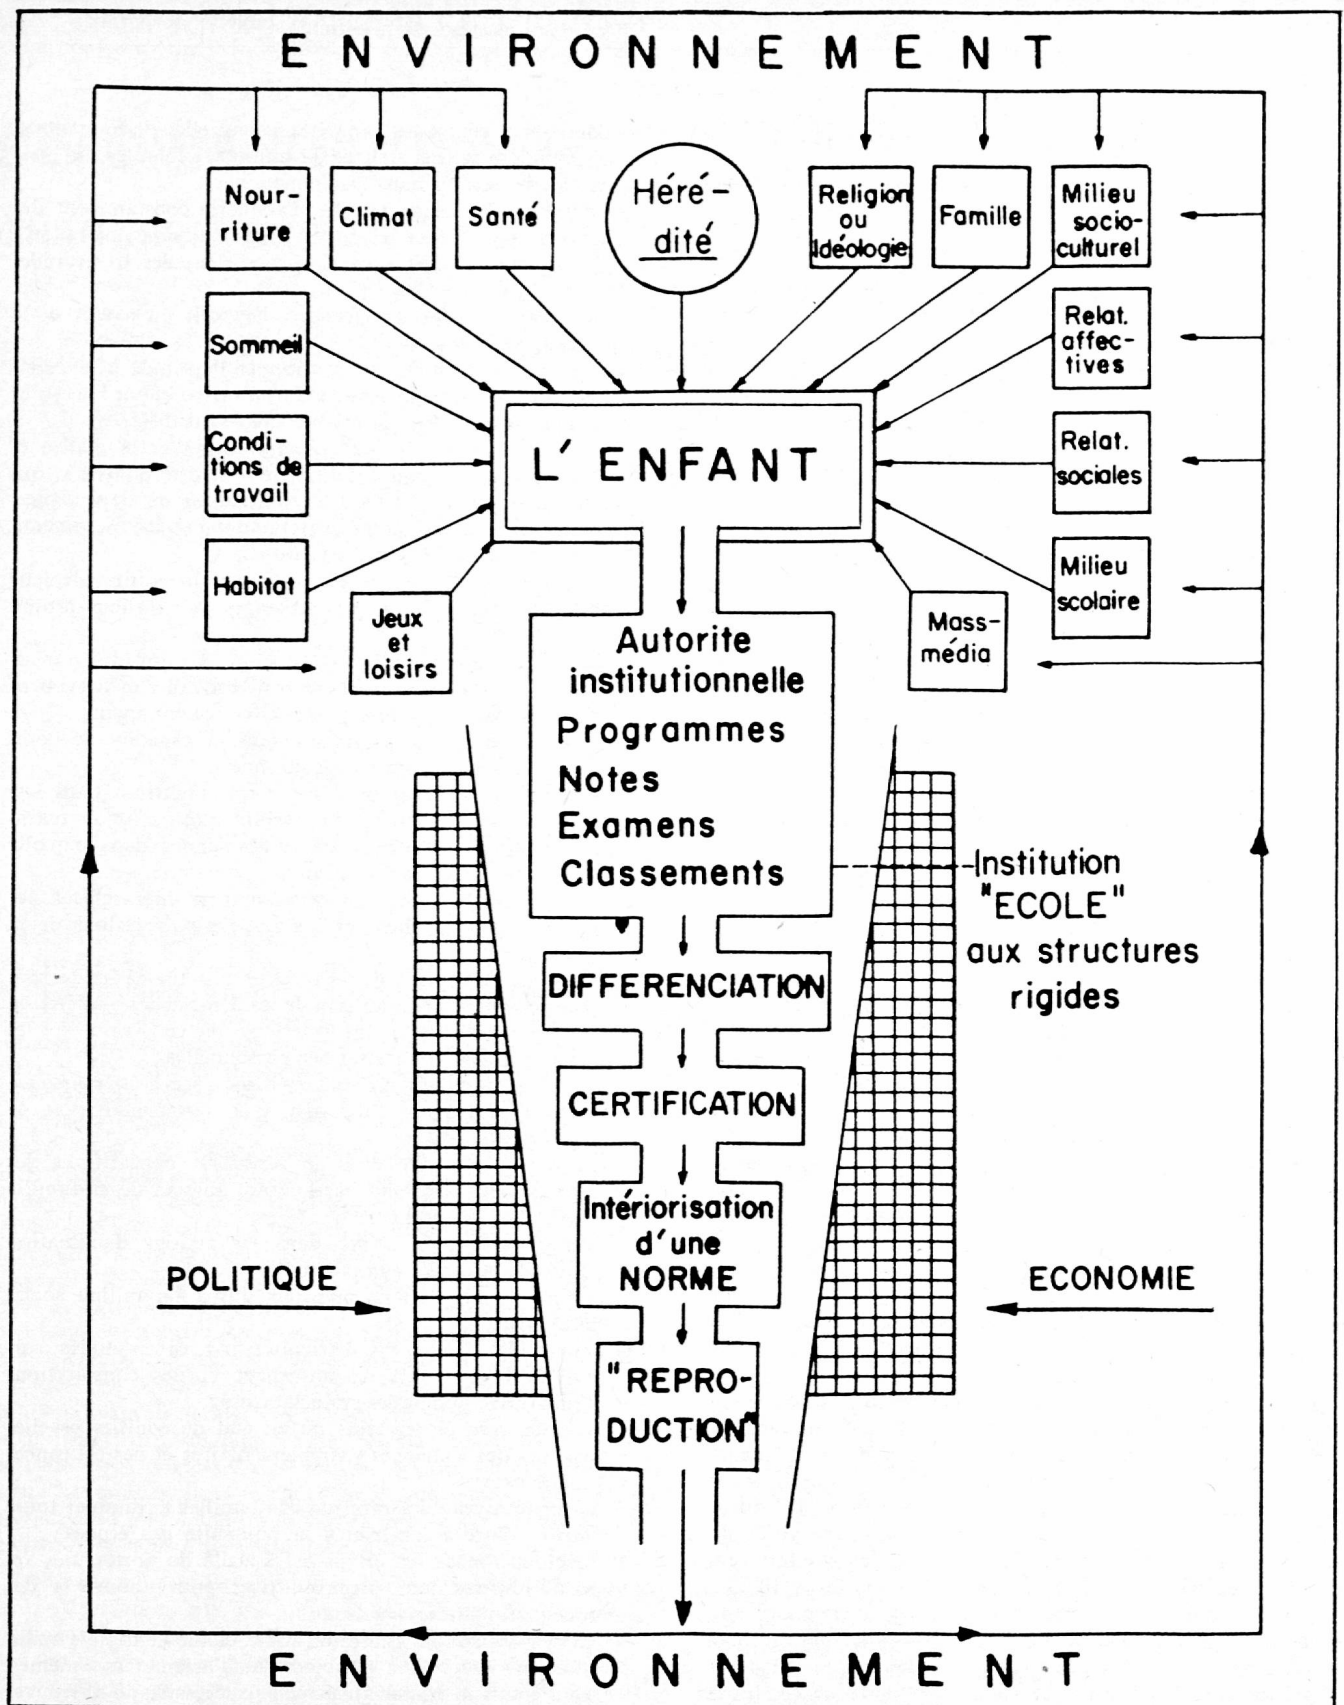 ENVIRONNEMENT
Nour-
riture
Climat
Santé
Héré-
dité
Religion
ou
Idéologie
Famille
Milieu
socio-
culturel
Sommeil
Relat.
affec-
tives
L' ENFANT
Condi-
tions de
travail
Relat.
sociales
Habitat
Milieu
scolaire
Jeux
et
loisirs
Mass-
média
Autorite
institutionnelle
Programmes
Notes
Examens
Classements
Institution
"ECOLE"
aux structures
rigides
DIFFERENCIATION
CERTIFICATION
Intériorisation
d'une
NORME
POLITIQUE
ECONOMIE
"REPRO-
DUCTION"
ENVIRONNEMENT